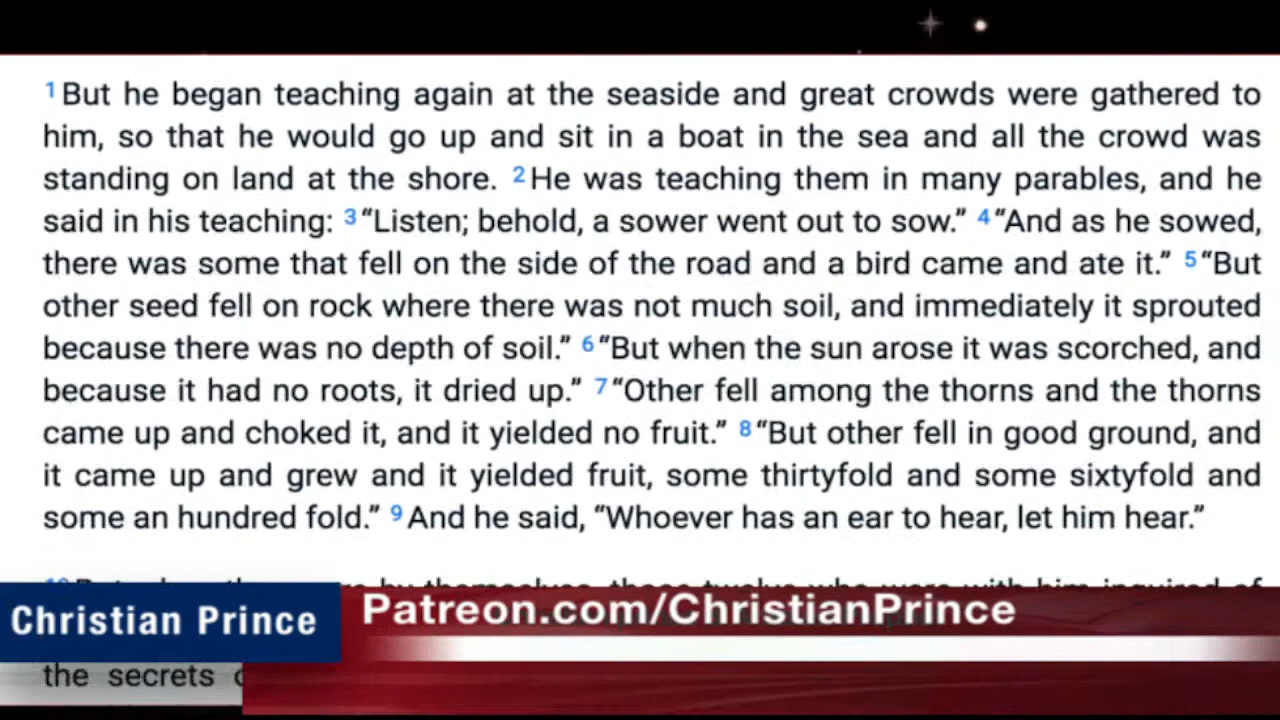 1 But he began teaching again at the seaside and great crowds were gathered to
him, so that he would go up and sit in a boat in the sea and all the crowd was
standing on land at the shore. 2 He was teaching them in many parables, and he
said in his teaching: 3 “Listen; behold, a sower went out to sow.” 4 “And as he sowed,
there was some that fell on the side of the road and a bird came and ate it.” 5 “But
other seed fell on rock where there was not much soil, and immediately it sprouted
because there was no depth of soil.” 6 “But when the sun arose it was scorched, and
because it had no roots, it dried up.” 7 “Other fell among the thorns and the thorns
came up and choked it, and it yielded no fruit.” 8 “But other fell in good ground, and
it came up and grew and it yielded fruit, some thirtyfold and some sixtyfold and
some an hundred fold.” 9 And he said, “Whoever has an ear to hear, let him hear.”
by themselves, those twelve who were with him inquired of
Christian Prince
Patreon.com/ChristianPrince
the secrets